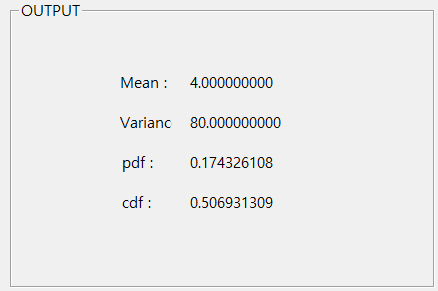 OUTPUT
Mean : 4.000000000
Varianc 80.000000000
pdf : 0.174326108
cdf : 0.506931309